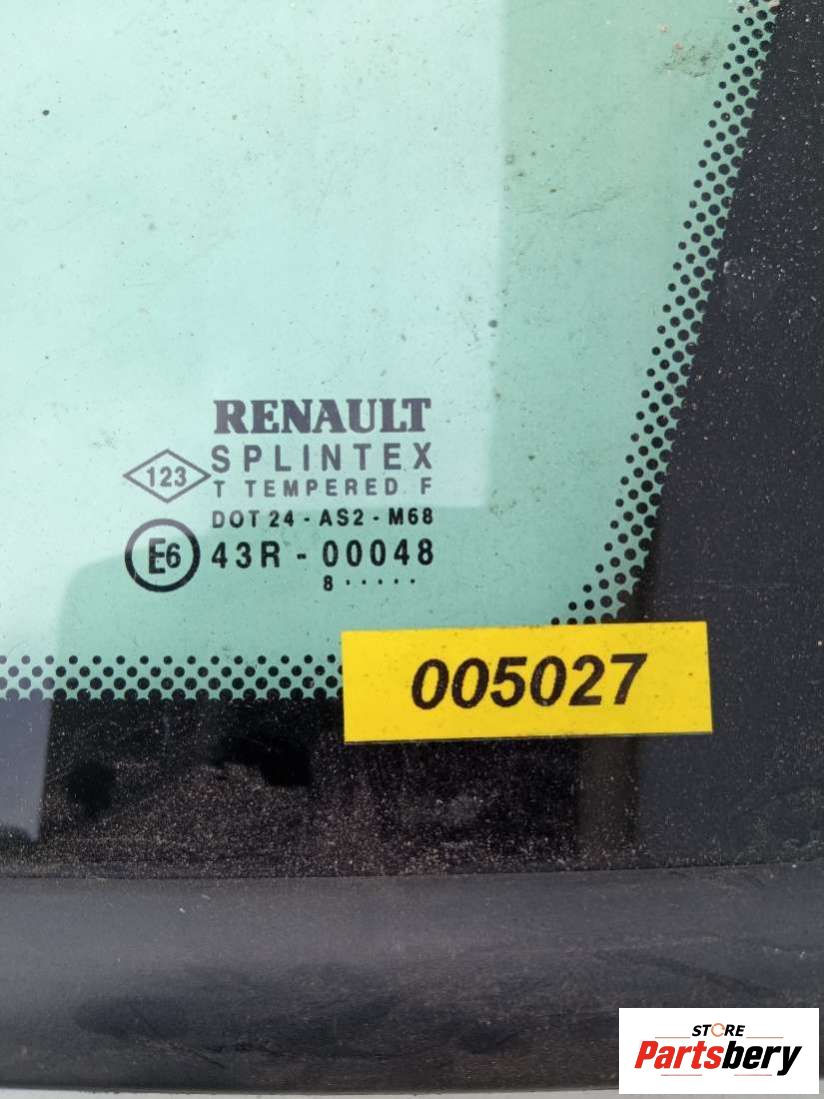 RENAULT
123
SPLINTEX
T TEMPERED F
DOT 24 - AS2 - M68
E6
43R - 00048
8 · · · · ·
005027
STORE
Partsbery